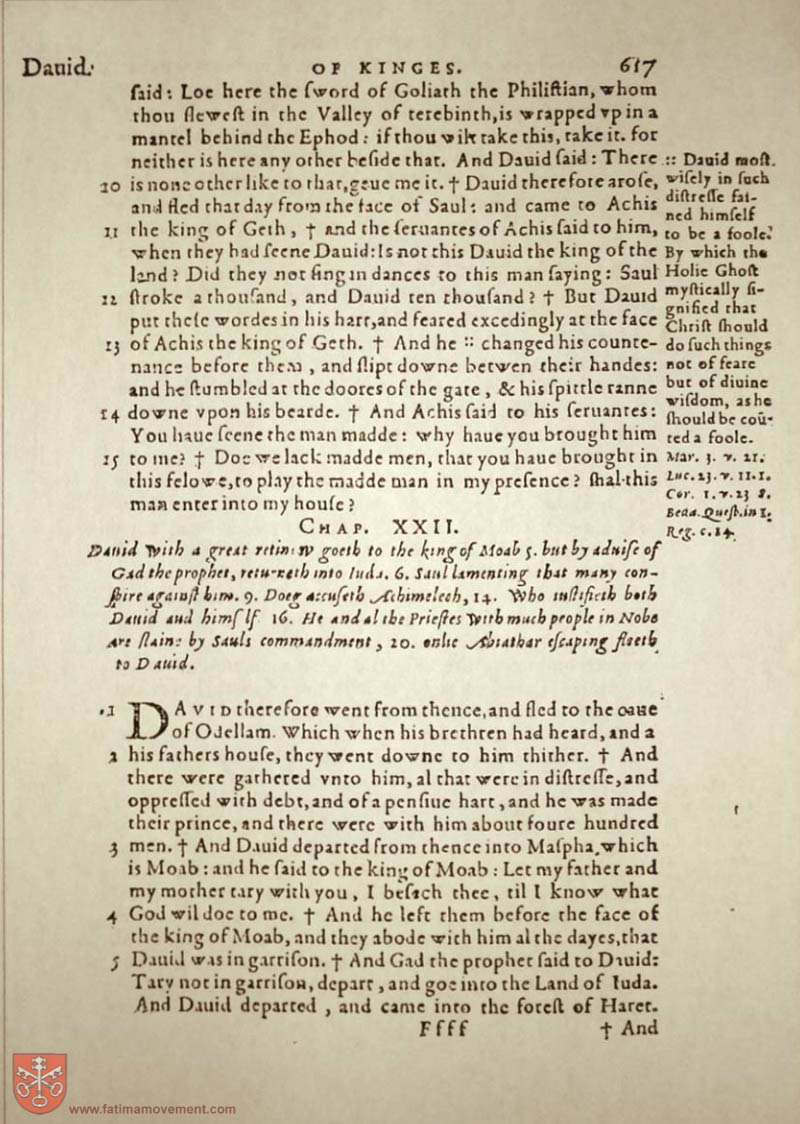 Dauid. OF KINGES. 617
ſaid: Loe here the ſword of Goliath the Philiſtian, whom
thou ſleweſt in the Valley of terebinth, is wrapped vp in a
mantel behind the Ephod: if thou wilt take this, take it. for
neither is here any other beſide that. And Dauid ſaid: There
10 is none other like to that, geue me it. † Dauid therefore aroſe,
and fled that day from the face of Saul: and came to Achis
11 the king of Geth, † and the ſeruantes of Achis ſaid to him,
when they had ſeene Dauid: Is not this Dauid the king of the
land? Did they not ſing in dances to this man ſaying: Saul
12 ſtroke a thouſand, and Dauid ten thouſand? † But Dauid
put theſe wordes in his hart, and feared excedingly at the face
13 of Achis the king of Geth. † And he :: changed his counte-
nance before them, and ſlipt downe betwen their handes:
and he ſtumbled at the doores of the gate, & his ſpittle ranne
14 downe vpon his bearde. † And Achis ſaid to his ſeruantes:
You haue ſeene the man madde: why haue you brought him
15 to me? † Doe we lack madde men, that you haue brought in
this felowe, to play the madde man in my preſence? ſhal this
man enter into my houſe?
:: Dauid moſt
wiſely in ſuch
diſtreſſe fai-
ned himſelf
to be a foole.
By which the
Holie Ghoſt
myſtically ſi-
gnified that
Chriſt ſhould
do ſuch things
not of feare
but of diuine
wiſdom, as he
ſhould be coū-
ted a foole.
Mar. 3. v. 21.
Luc. 23. v. 11. 1.
Cor. 1. v. 23 &.
Beda. Queſt. in 1.
Reg. c. 14.
CHAP. XXII.
Dauid with a great retinew goeth to the king of Moab 5. but by aduiſe of
Gad the prophet, returneth into Iuda. 6. Saul lamenting that many con-
ſpire againſt him. 9. Doeg accuſeth Achimelech, 14. Who iuſtifieth both
Dauid and himſelf 16. He and al the Prieſtes with much people in Nobe
are ſlaine by Sauls commandment, 20. onlie Abiathar eſcaping fleeth
to Dauid.
1 DAVID therefore went from thence, and fled to the caue
of Odellam. Which when his brethren had heard, and a
2 his fathers houſe, they went downe to him thither. † And
there were gathered vnto him, al that were in diſtreſſe, and
oppreſſed with debt, and of a penſiue hart, and he was made
their prince, and there were with him about foure hundred
3 men. † And Dauid departed from thence into Maſpha, which
is Moab: and he ſaid to the king of Moab: Let my father and
my mother tary with you, I beſech thee, til I know what
4 God wil doe to me. † And he left them before the face of
the king of Moab, and they abode with him al the dayes, that
5 Dauid was in garriſon. † And Gad the prophet ſaid to Dauid:
Tary not in garriſon, depart, and goe into the Land of Iuda.
And Dauid departed, and came into the foreſt of Haret.
Ffff † And
www.fatimamovement.com